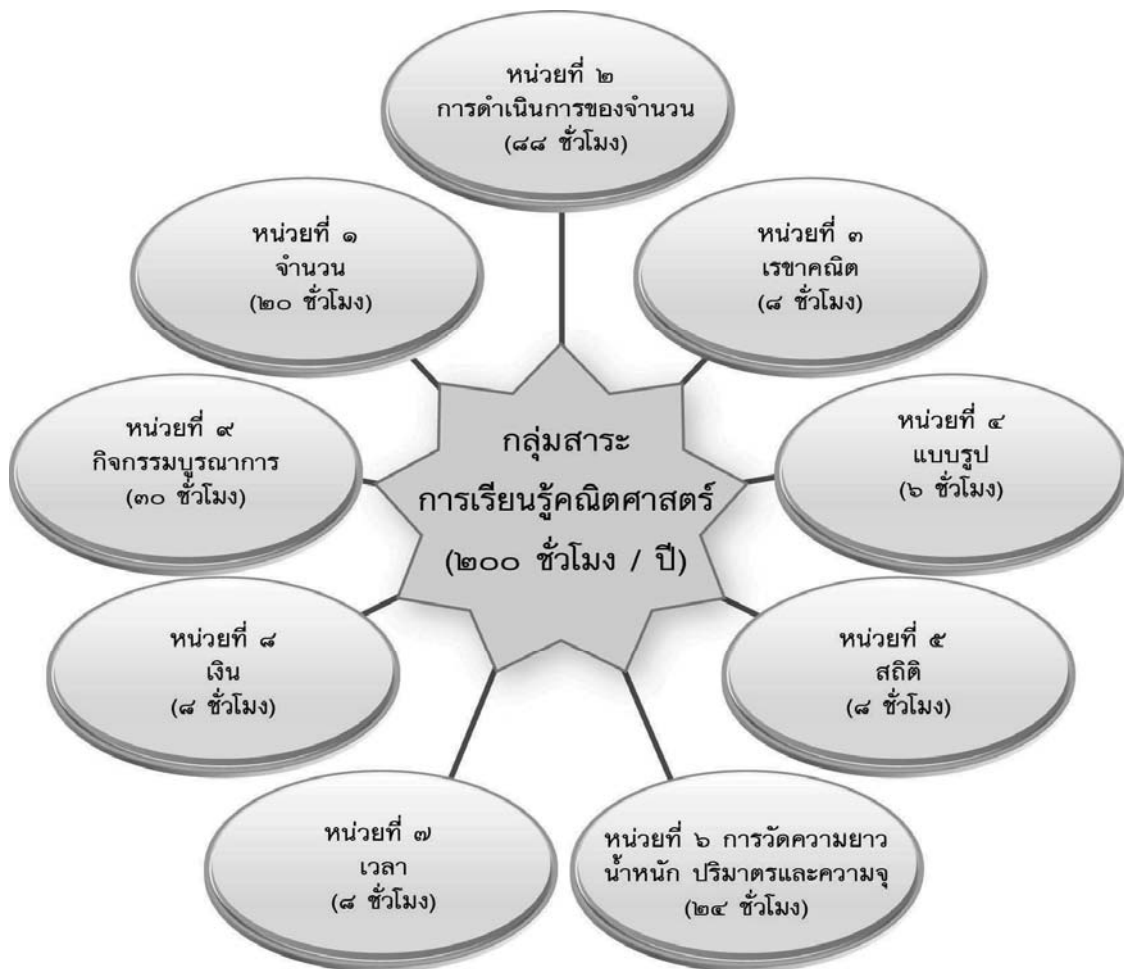 หน่วยที่ ๒
การดำเนินการของจำนวน
(๘๘ ชั่วโมง)
หน่วยที่ ๑
จำนวน
(๒๐ ชั่วโมง)
หน่วยที่ ๓
เรขาคณิต
(๘ ชั่วโมง)
หน่วยที่ ๙
กิจกรรมบูรณาการ
(๓๐ ชั่วโมง)
กลุ่มสาระ
การเรียนรู้คณิตศาสตร์
(๒๐๐ ชั่วโมง / ปี)
หน่วยที่ ๔
แบบรูป
(๖ ชั่วโมง)
หน่วยที่ ๘
เงิน
(๘ ชั่วโมง)
หน่วยที่ ๕
สถิติ
(๘ ชั่วโมง)
หน่วยที่ ๗
เวลา
(๘ ชั่วโมง)
หน่วยที่ ๖ การวัดความยาว
น้ำหนัก ปริมาตรและความจุ
(๒๔ ชั่วโมง)